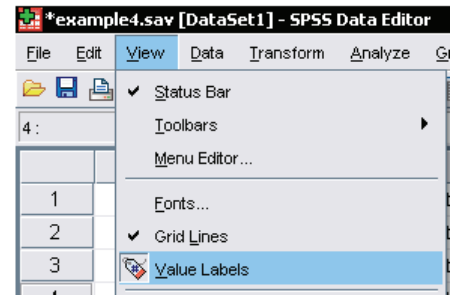 *example4.sav [DataSet1] - SPSS Data Editor
File Edit View Data Transform Analyze
4 :
Status Bar
Toolbars
Menu Editor...
Fonts...
1
Grid Lines
2
Value Labels
3